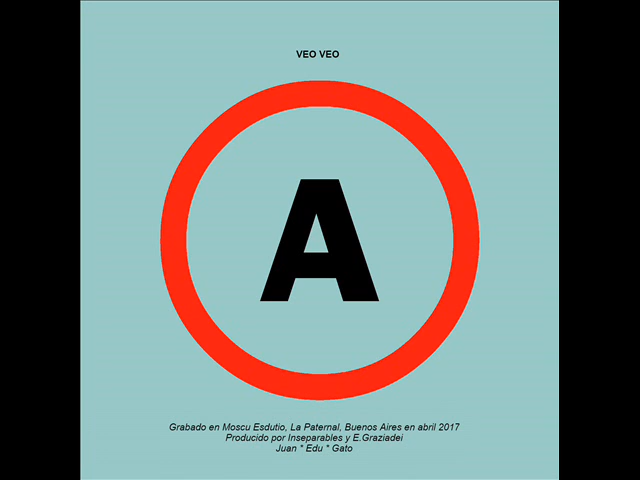 VEO VEO
A
Grabado en Moscu Esdutio, La Paternal, Buenos Aires en abril 2017
Producido por Inseparables y E.Graziadei
Juan * Edu * Gato